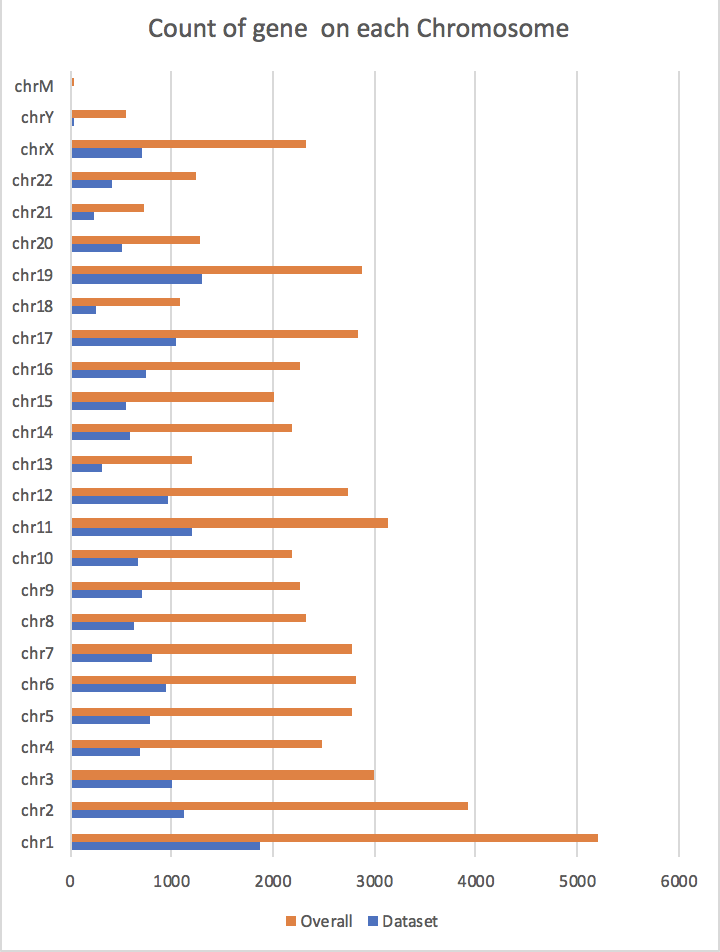 Count of gene  on each Chromosome
chrM
chrY
chrX
chr22
chr21
chr20
chr19
chr18
chr17
chr16
chr15
chr14
chr13
chr12
chr11
chr10
chr9
chr8
chr7
chr6
chr5
chr4
chr3
chr2
chr1
0 1000 2000 3000 4000 5000 6000
Overall Dataset